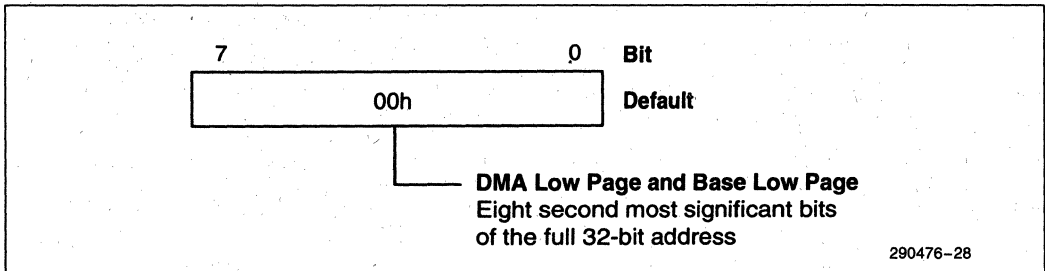 7 0 Bit
00h Default
DMA Low Page and Base Low Page
Eight second most significant bits
of the full 32-bit address
290476–28